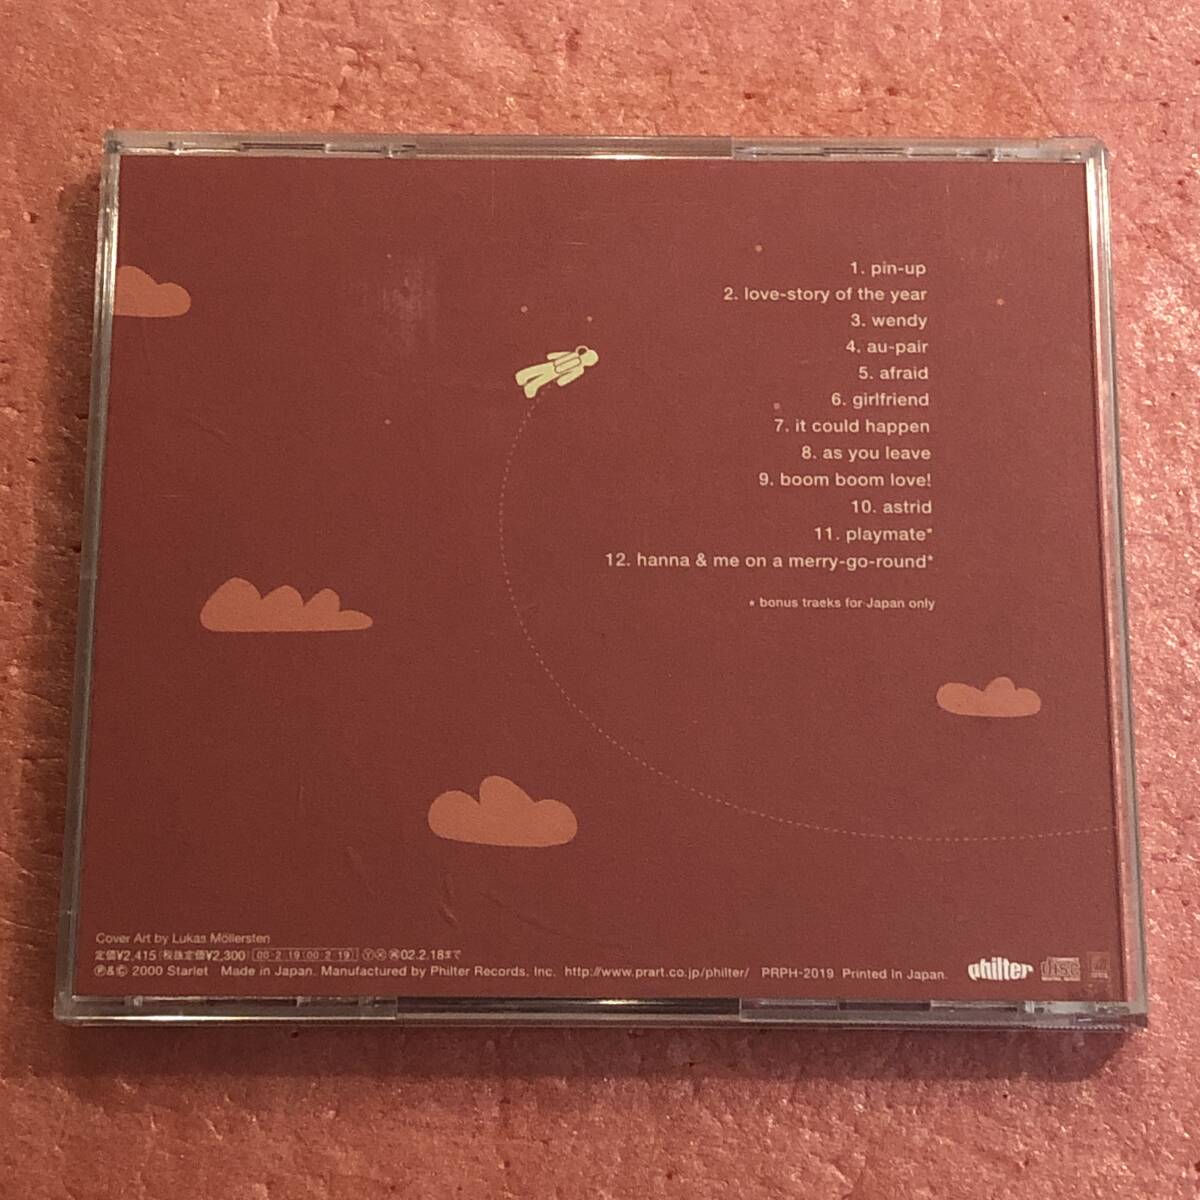 1. pin-up
2. love-story of the year
3. wendy
4. au-pair
5. afraid
6. girlfriend
7. it could happen
8. as you leave
9. boom boom love!
10. astrid
11. playmate*
12. hanna & me on a merry-go-round*
* bonus tracks for Japan only
Cover Art by Lukas Möllersten
定価¥2,415(税抜定価¥2,300) 00・2・19(00・2・19) 02.2.18まで
℗&© 2000 Starlet Made in Japan. Manufactured by Philter Records, Inc. http://www.prart.co.jp/philter/ PRPH-2019 Printed in Japan.
philter disc